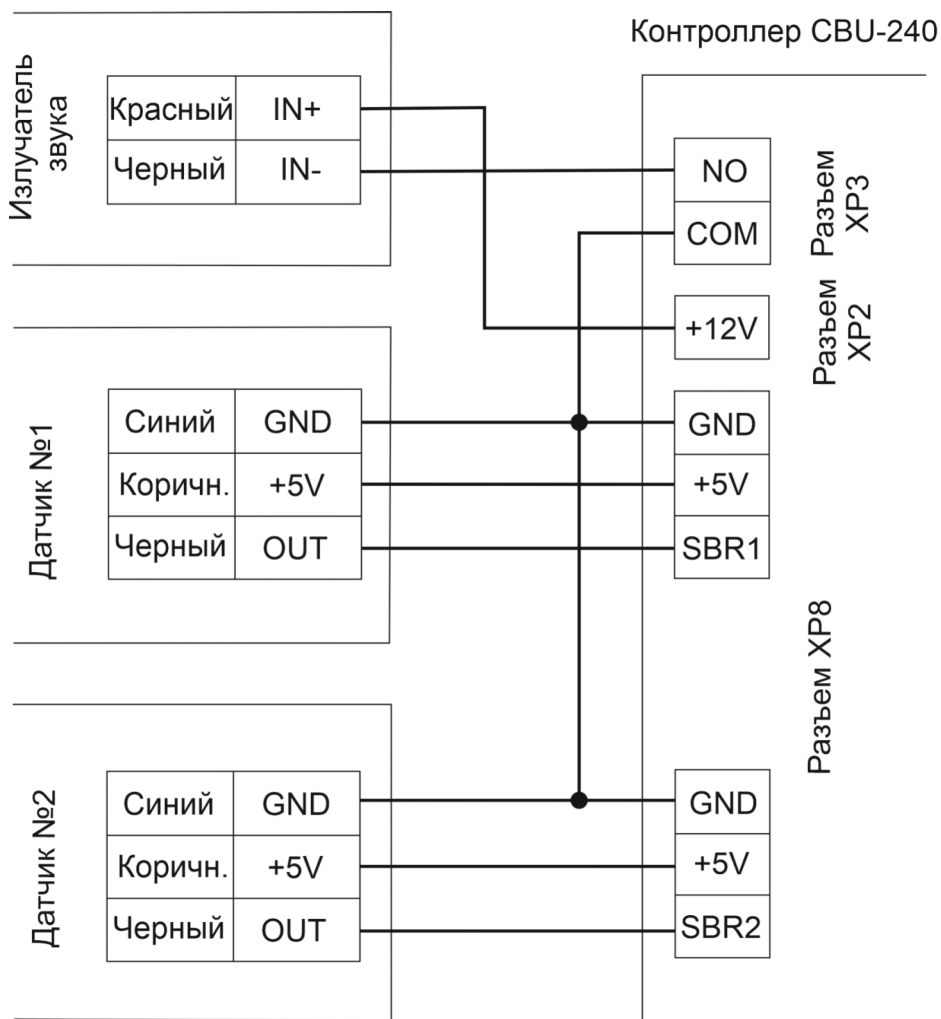 Контроллер CBU-240
Излучатель
звука
Красный IN+
Черный IN-
NO
COM
Разъем
XP3
+12V
Разъем
XP2
Датчик №1
Синий GND
Коричн. +5V
Черный OUT
GND
+5V
SBR1
Разъем XP8
Датчик №2
Синий GND
Коричн. +5V
Черный OUT
GND
+5V
SBR2